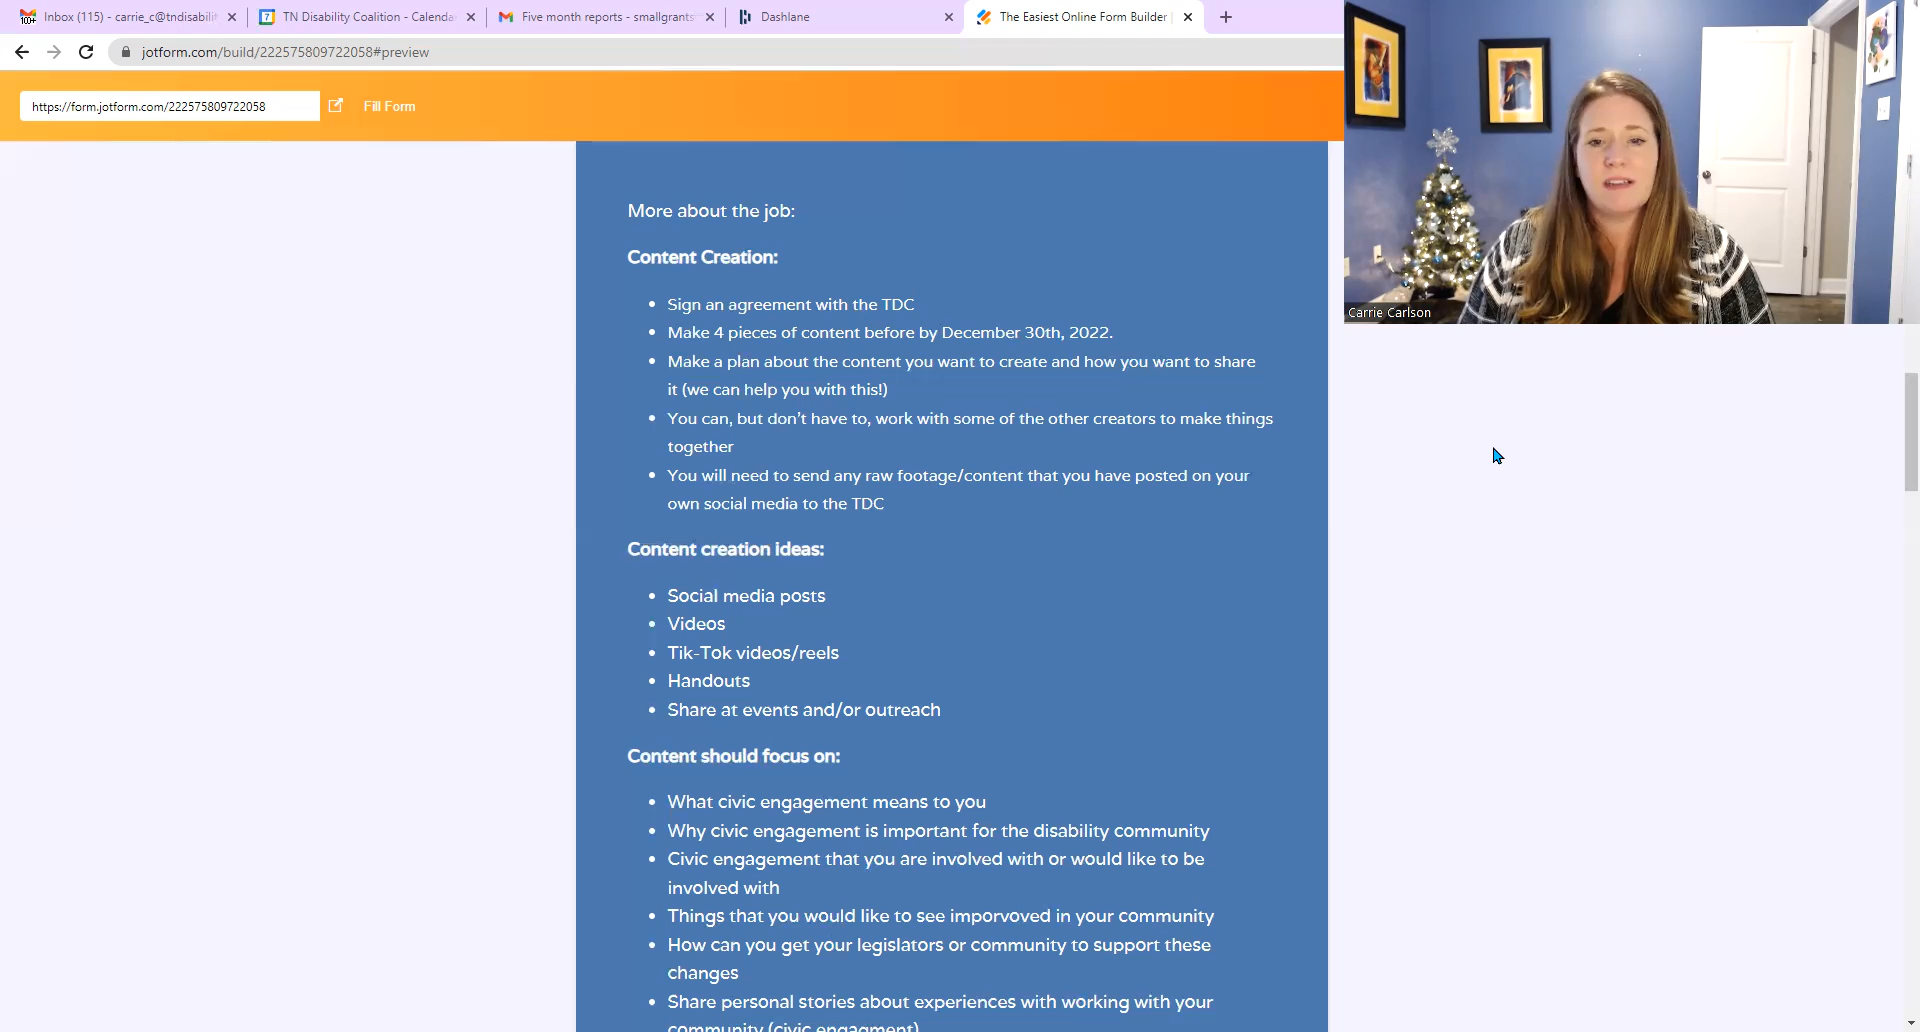 Inbox (115) - carrie_c@tndisabilit
TN Disability Coalition - Calenda
Five month reports - smallgrants
Dashlane
The Easiest Online Form Builder |
jotform.com/build/222575809722058#preview
https://form.jotform.com/222575809722058
Fill Form
Carrie Carlson
More about the job:
Content Creation:
• Sign an agreement with the TDC
• Make 4 pieces of content before by December 30th, 2022.
• Make a plan about the content you want to create and how you want to share
it (we can help you with this!)
• You can, but don't have to, work with some of the other creators to make things
together
• You will need to send any raw footage/content that you have posted on your
own social media to the TDC
Content creation ideas:
• Social media posts
• Videos
• Tik-Tok videos/reels
• Handouts
• Share at events and/or outreach
Content should focus on:
• What civic engagement means to you
• Why civic engagement is important for the disability community
• Civic engagement that you are involved with or would like to be
involved with
• Things that you would like to see imporvoved in your community
• How can you get your legislators or community to support these
changes
• Share personal stories about experiences with working with your
community (civic engagment)